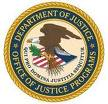 DEPARTMENT OF JUSTICE
OFFICE OF JUSTICE PROGRAMS